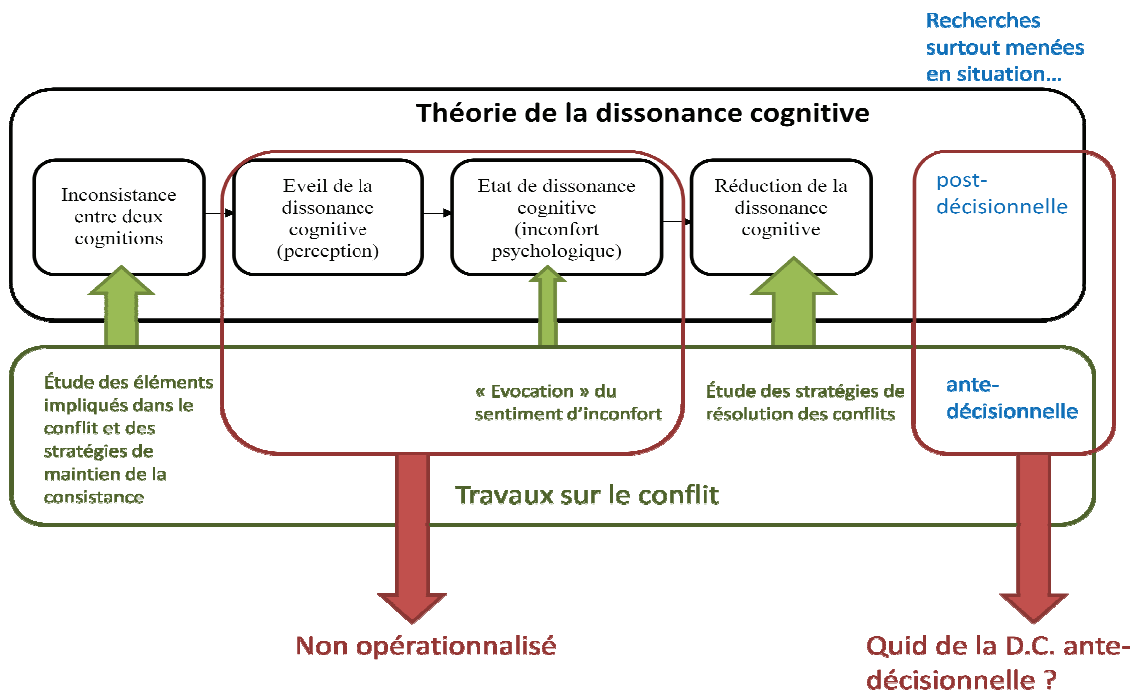 Recherches
surtout menées
en situation…
Théorie de la dissonance cognitive
Inconsistance
entre deux
cognitions
Eveil de la
dissonance
cognitive
(perception)
Etat de dissonance
cognitive
(inconfort
psychologique)
Réduction de la
dissonance
cognitive
post-
décisionnelle
Étude des éléments
impliqués dans le
conflit et des
stratégies de
maintien de la
consistance
« Evocation » du
sentiment d'inconfort
Étude des stratégies de
résolution des conflits
ante-
décisionnelle
Travaux sur le conflit
Non opérationnalisé
Quid de la D.C. ante-
décisionnelle ?